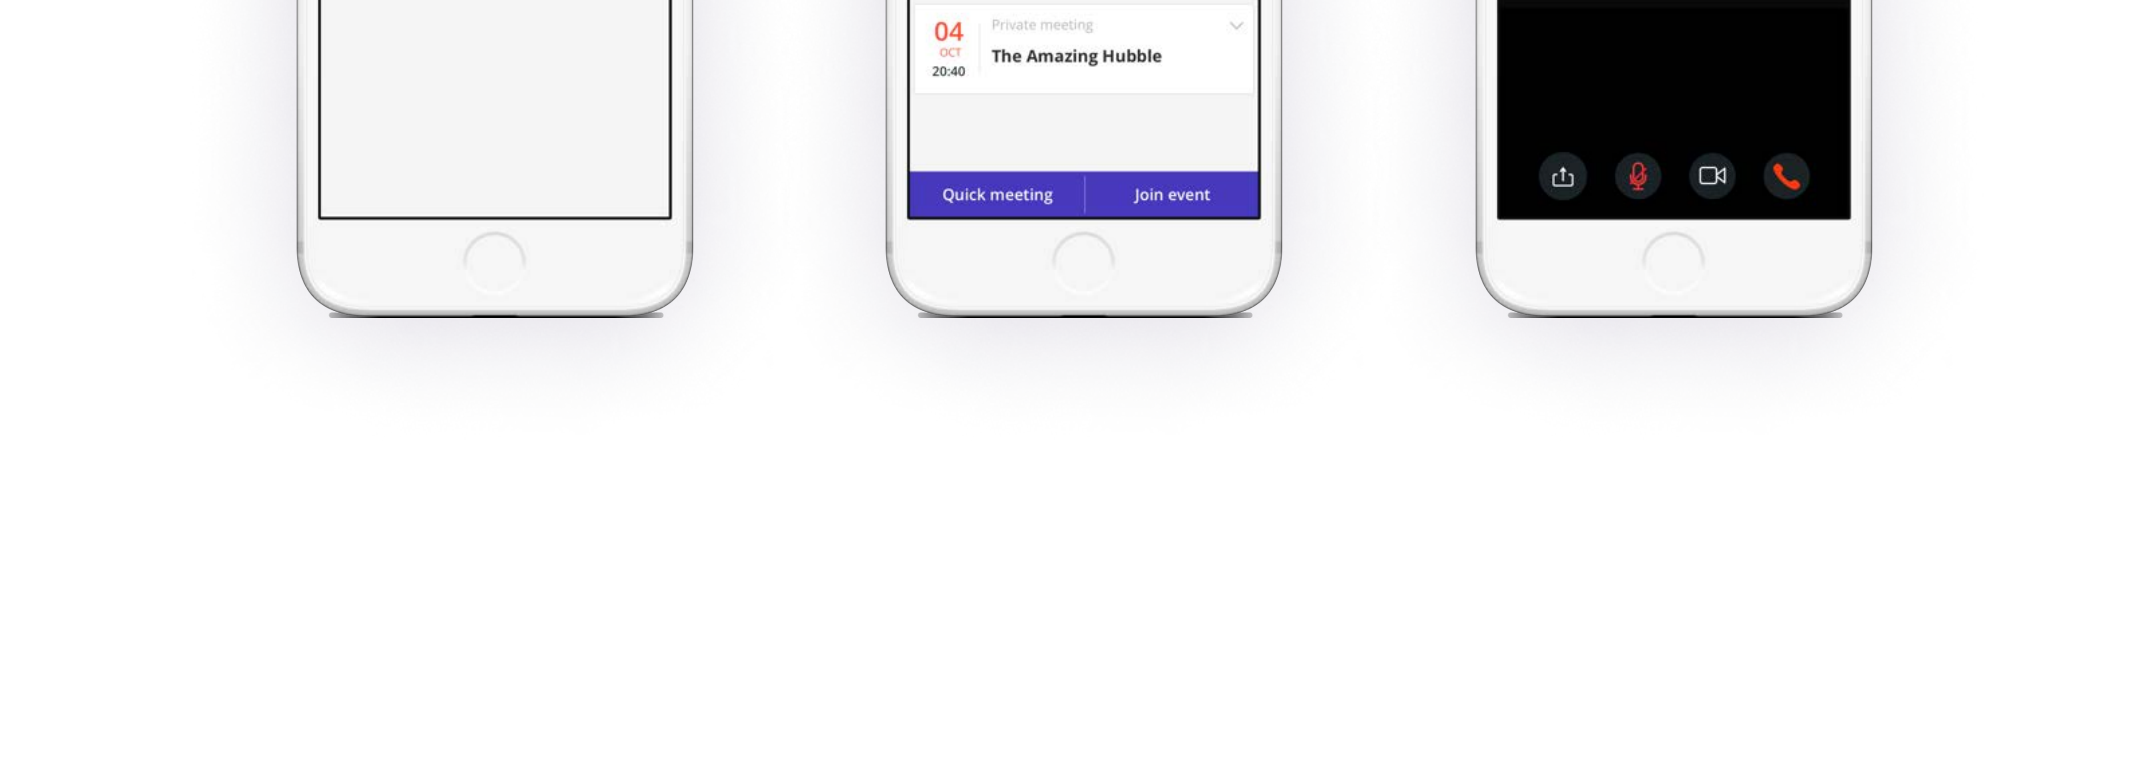 04
OCT
20:40
Private meeting
The Amazing Hubble
Quick meeting
Join event